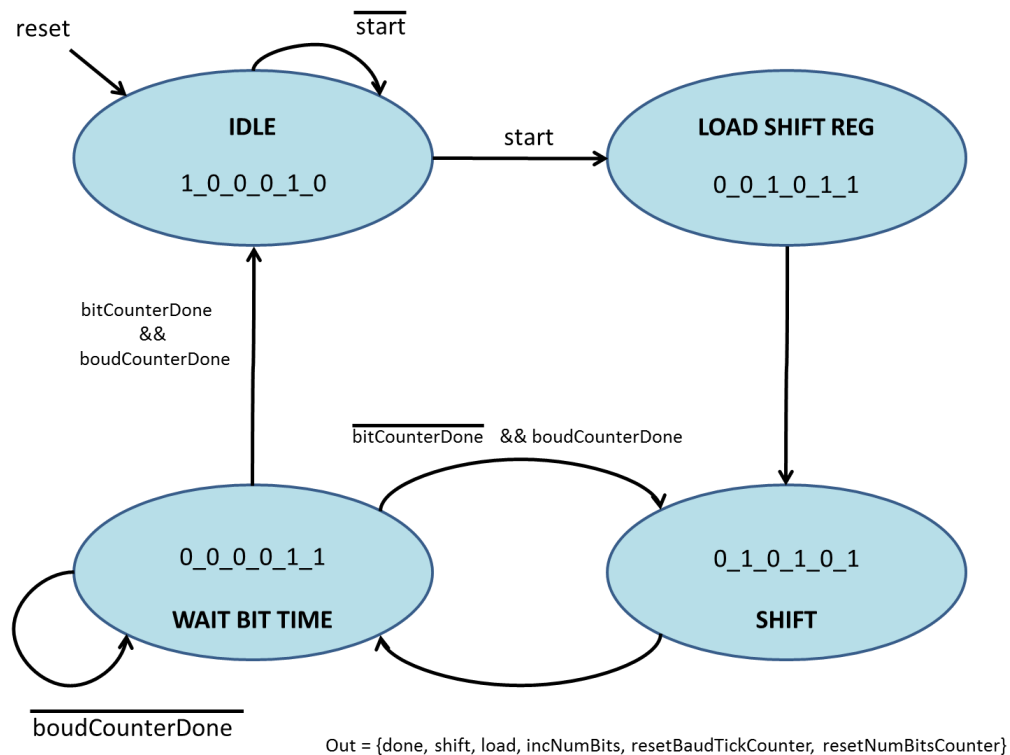 reset
start
IDLE
1_0_0_0_1_0
start
LOAD SHIFT REG
0_0_1_0_1_1
bitCounterDone
&&
boudCounterDone
bitCounterDone && boudCounterDone
0_0_0_0_1_1
WAIT BIT TIME
0_1_0_1_0_1
SHIFT
boudCounterDone
Out = {done, shift, load, incNumBits, resetBaudTickCounter, resetNumBitsCounter}